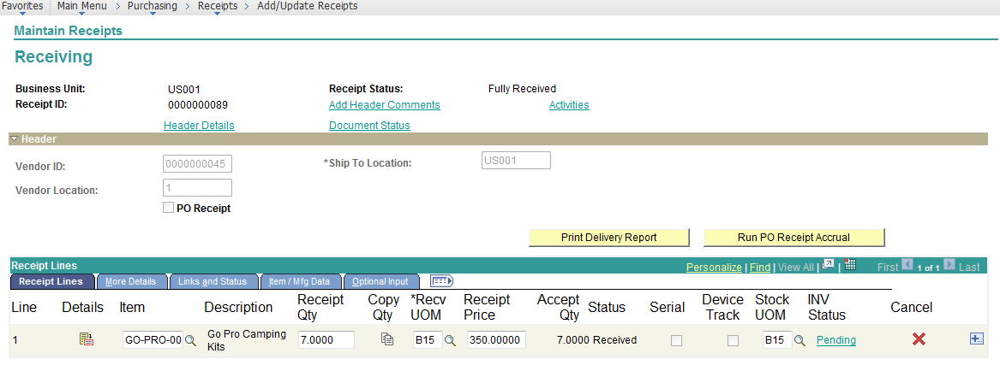 Favorites Main Menu > Purchasing > Receipts > Add/Update Receipts
Maintain Receipts
Receiving
Business Unit: US001 Receipt Status: Fully Received
Receipt ID: 0000000089 Add Header Comments Activities
Header Details Document Status
Header
Vendor ID: 0000000045 *Ship To Location: US001
Vendor Location: 1
PO Receipt
Print Delivery Report Run PO Receipt Accrual
Receipt Lines Personalize | Find | View All | | First 1 of 1 Last
Receipt Lines More Details Links and Status Item / Mfg Data Optional Input
Line Details Item Description Receipt Qty Copy Qty *Recv UOM Receipt Price Accept Qty Status Serial Device Track Stock UOM INV Status Cancel
1 GO-PRO-00 Go Pro Camping Kits 7.0000 B15 350.00000 7.0000 Received B15 Pending